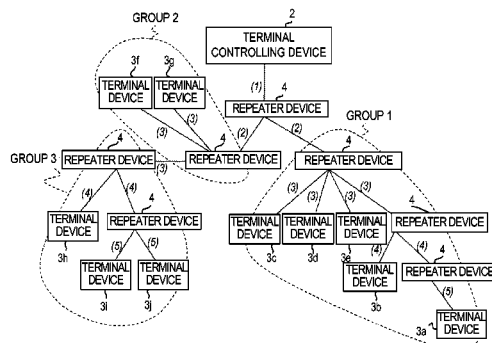 GROUP 2
2
TERMINAL
CONTROLLING DEVICE
3f
3g
TERMINAL
DEVICE
TERMINAL
DEVICE
(1)
4
REPEATER DEVICE
GROUP 1
(3)
(3)
(2)
(2)
4
REPEATER DEVICE
4
REPEATER DEVICE
4
REPEATER DEVICE
GROUP 3
(3)
(4)
(4)
(3)
(3)
(3)
(3)
4
REPEATER DEVICE
4
REPEATER DEVICE
TERMINAL
DEVICE
3h
TERMINAL
DEVICE
3c
TERMINAL
DEVICE
3d
TERMINAL
DEVICE
3e
(4)
(4)
(5)
(5)
4
REPEATER DEVICE
TERMINAL
DEVICE
3i
TERMINAL
DEVICE
3j
TERMINAL
DEVICE
3b
(5)
TERMINAL
DEVICE
3a